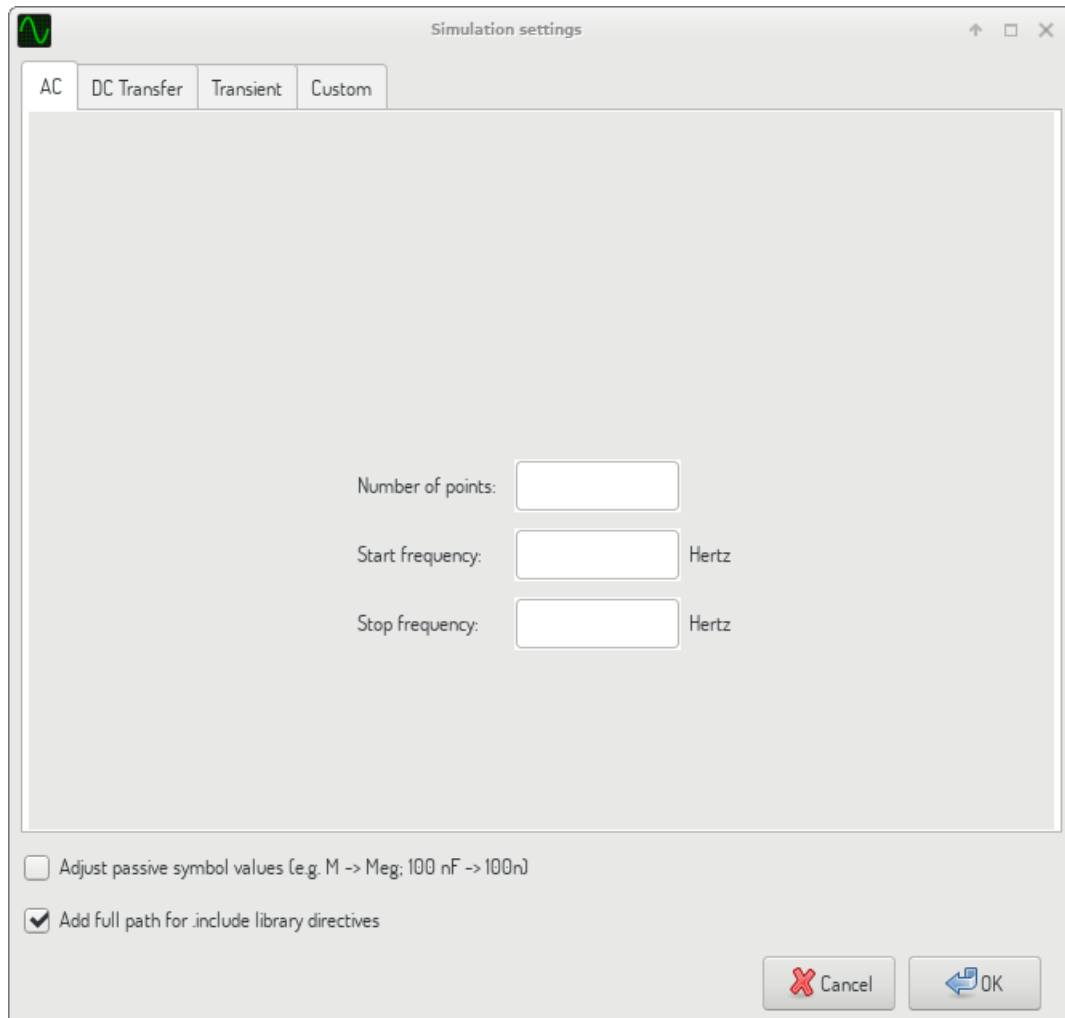 Simulation settings
AC DC Transfer Transient Custom
Number of points:
Start frequency: Hertz
Stop frequency: Hertz
Adjust passive symbol values (e.g. M -> Meg; 100 nF -> 100n)
Add full path for .include library directives
Cancel OK